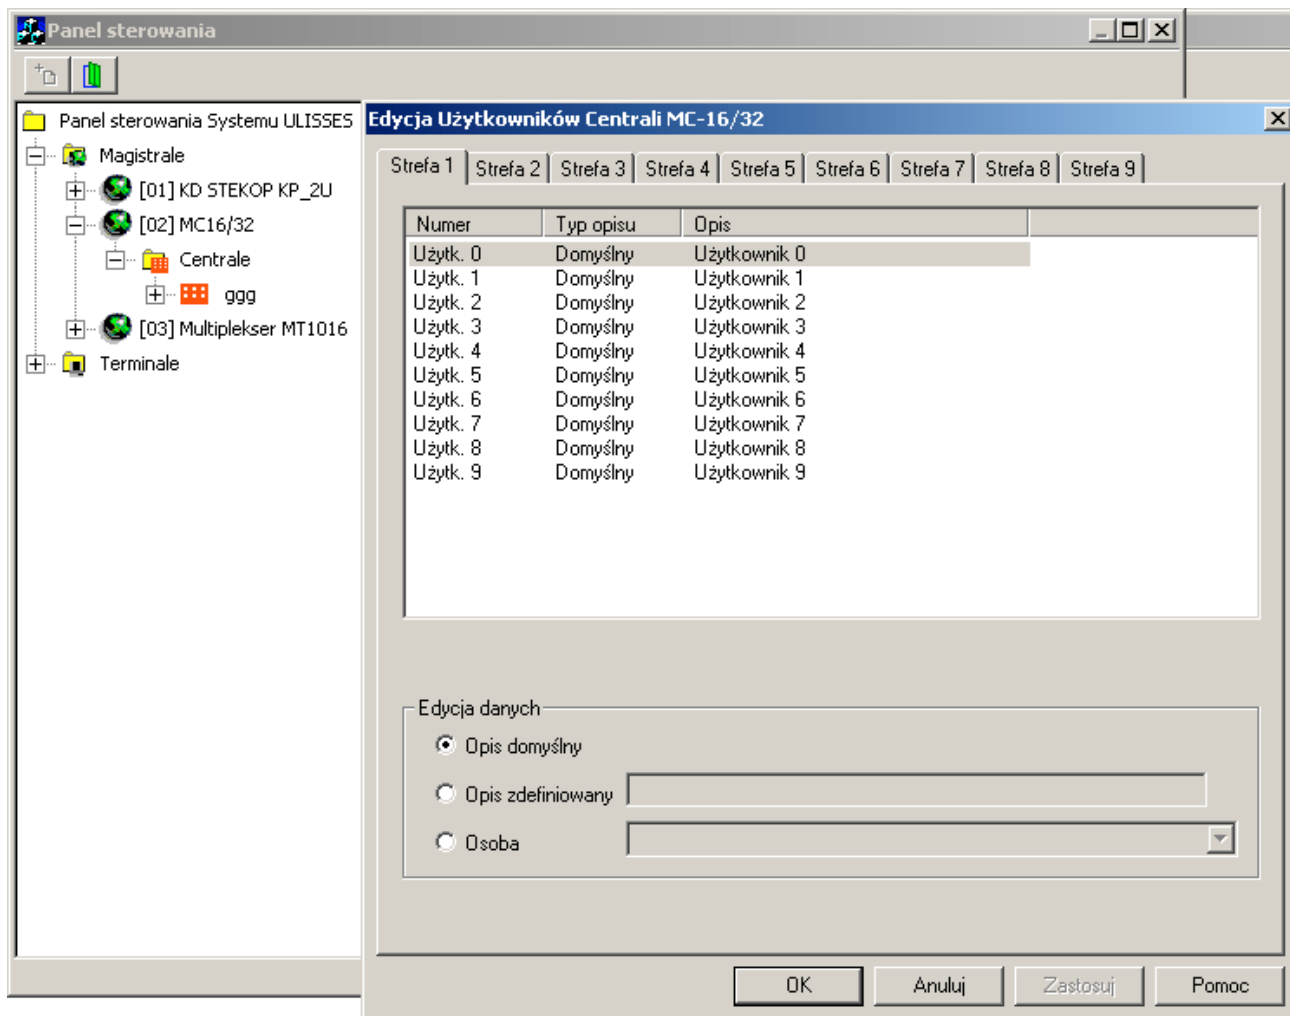 Panel sterowania
Panel sterowania Systemu ULISSES
Magistrale
[01] KD STEKOP KP_2U
[02] MC16/32
Centrale
ggg
[03] Multiplekser MT1016
Terminale
Edycja Użytkowników Centrali MC-16/32
Strefa 1 Strefa 2 Strefa 3 Strefa 4 Strefa 5 Strefa 6 Strefa 7 Strefa 8 Strefa 9
Numer Typ opisu Opis
Użytk. 0 Domyślny Użytkownik 0
Użytk. 1 Domyślny Użytkownik 1
Użytk. 2 Domyślny Użytkownik 2
Użytk. 3 Domyślny Użytkownik 3
Użytk. 4 Domyślny Użytkownik 4
Użytk. 5 Domyślny Użytkownik 5
Użytk. 6 Domyślny Użytkownik 6
Użytk. 7 Domyślny Użytkownik 7
Użytk. 8 Domyślny Użytkownik 8
Użytk. 9 Domyślny Użytkownik 9
Edycja danych
Opis domyślny
Opis zdefiniowany
Osoba
OK Anuluj Zastosuj Pomoc